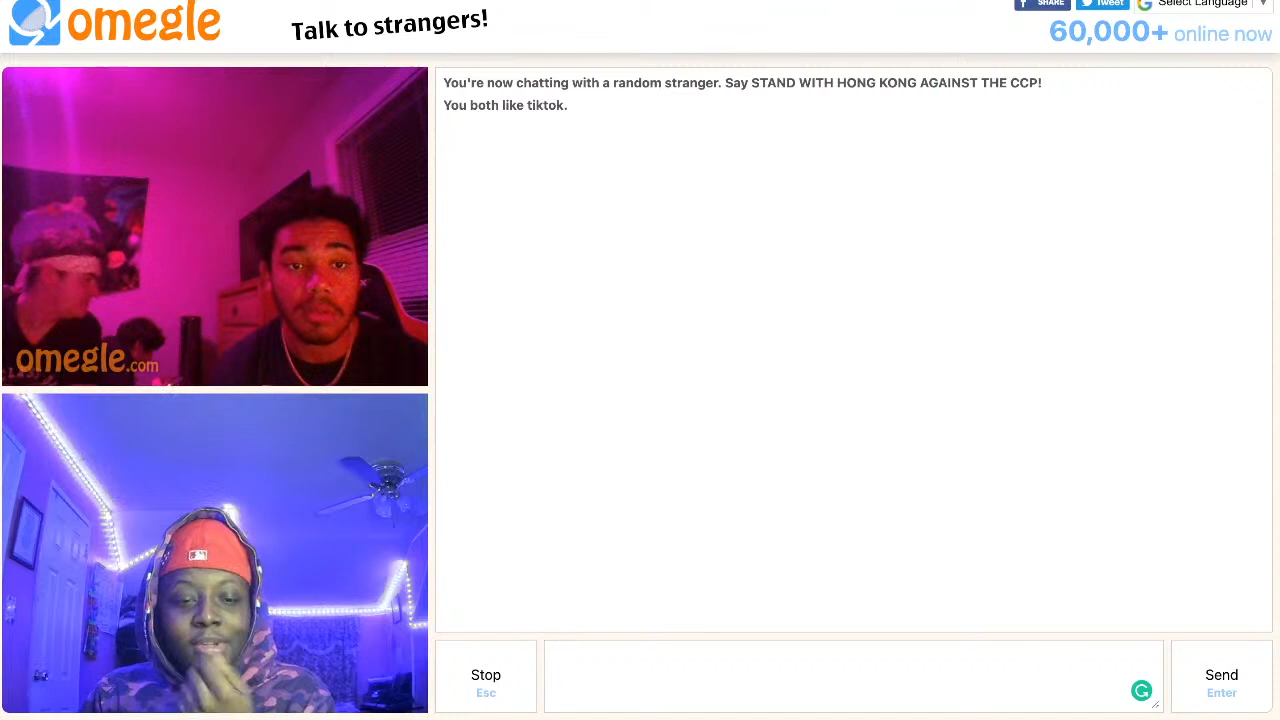 omegle
Talk to strangers!
SHARE
Tweet
Select Language
60,000+ online now
You're now chatting with a random stranger. Say STAND WITH HONG KONG AGAINST THE CCP!
You both like tiktok.
omegle.com
Stop
Esc
Send
Enter